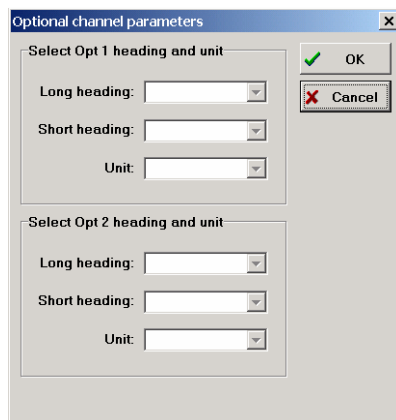 Optional channel parameters
Select Opt 1 heading and unit
OK
Long heading:
Cancel
Short heading:
Unit:
Select Opt 2 heading and unit
Long heading:
Short heading:
Unit: